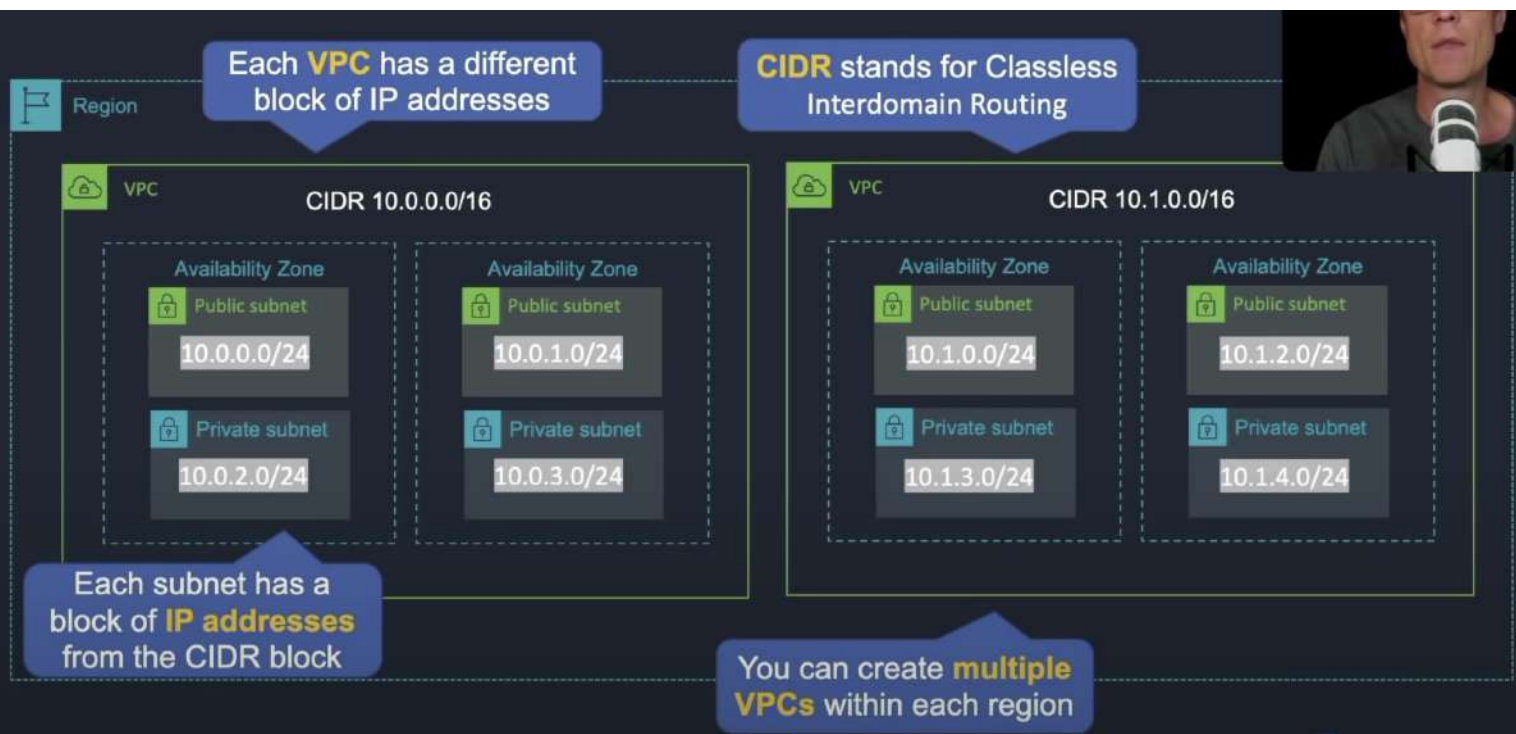 Each VPC has a different
block of IP addresses
CIDR stands for Classless
Interdomain Routing
Region
VPC
CIDR 10.0.0.0/16
Availability Zone
Public subnet
10.0.0.0/24
Private subnet
10.0.2.0/24
Availability Zone
Public subnet
10.0.1.0/24
Private subnet
10.0.3.0/24
VPC
CIDR 10.1.0.0/16
Availability Zone
Public subnet
10.1.0.0/24
Private subnet
10.1.3.0/24
Availability Zone
Public subnet
10.1.2.0/24
Private subnet
10.1.4.0/24
Each subnet has a
block of IP addresses
from the CIDR block
You can create multiple
VPCs within each region